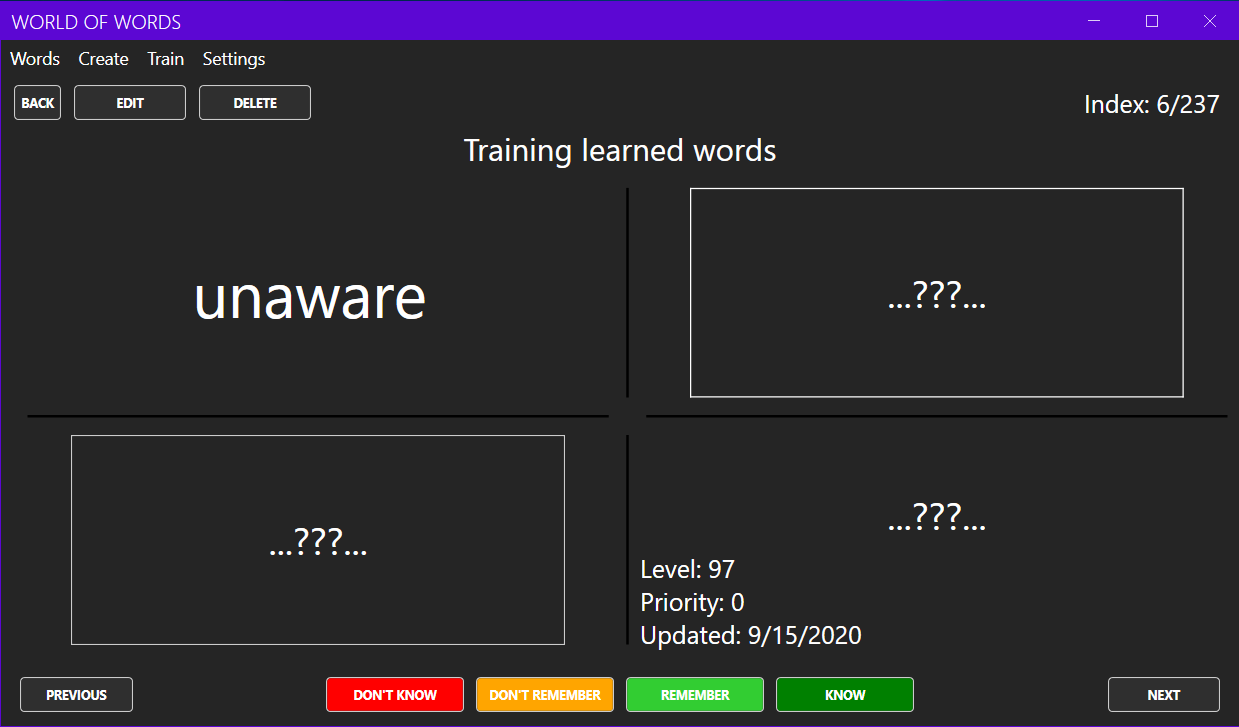 WORLD OF WORDS
Words Create Train Settings
BACK EDIT DELETE Index: 6/237
Training learned words
unaware
...???...
...???...
...???...
Level: 97
Priority: 0
Updated: 9/15/2020
PREVIOUS DON'T KNOW DON'T REMEMBER REMEMBER KNOW NEXT